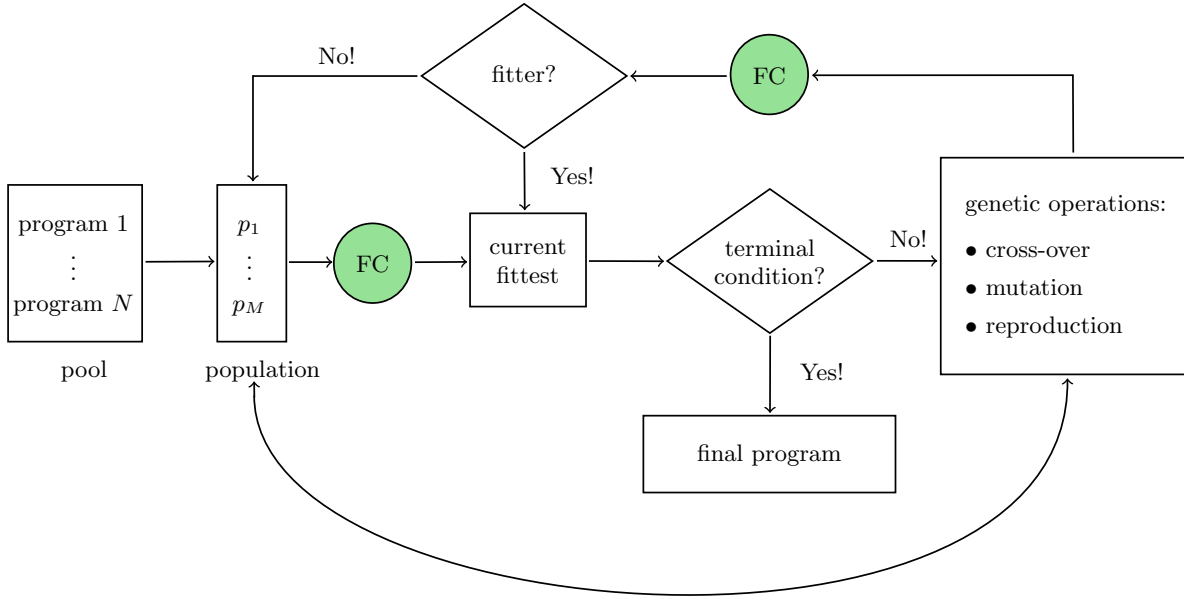 No!
fitter?
FC
Yes!
program 1
⋮
program N
pool
p₁
⋮
p_M
population
FC
current
fittest
terminal
condition?
No!
Yes!
final program
genetic operations:
• cross-over
• mutation
• reproduction